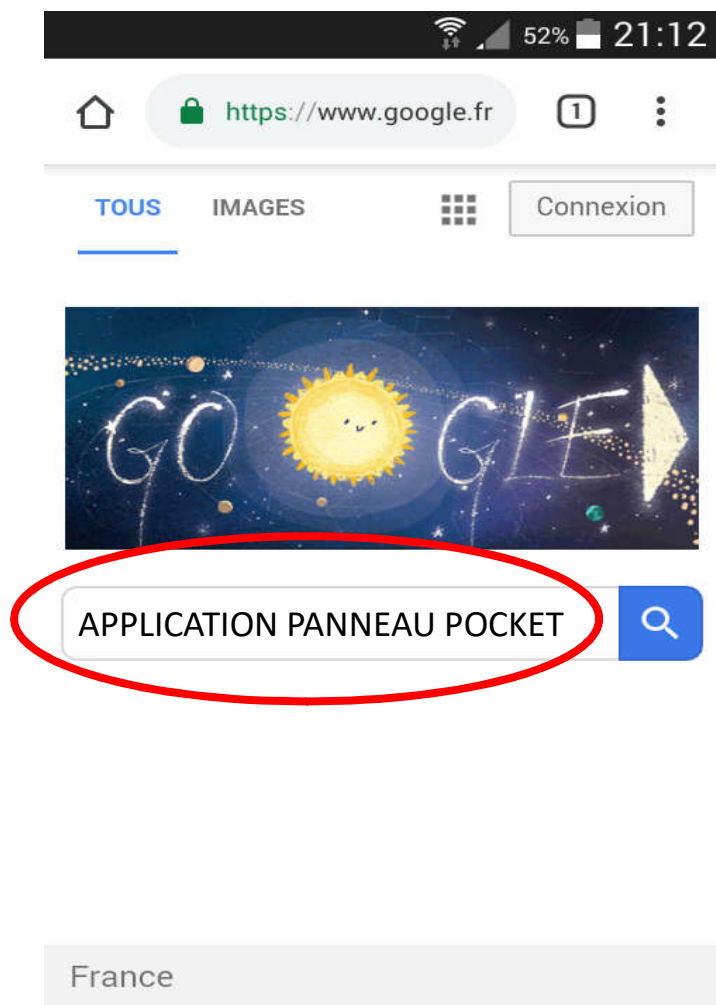 52% 21:12
https://www.google.fr 1
TOUS IMAGES Connexion
GOOGLE
APPLICATION PANNEAU POCKET
France